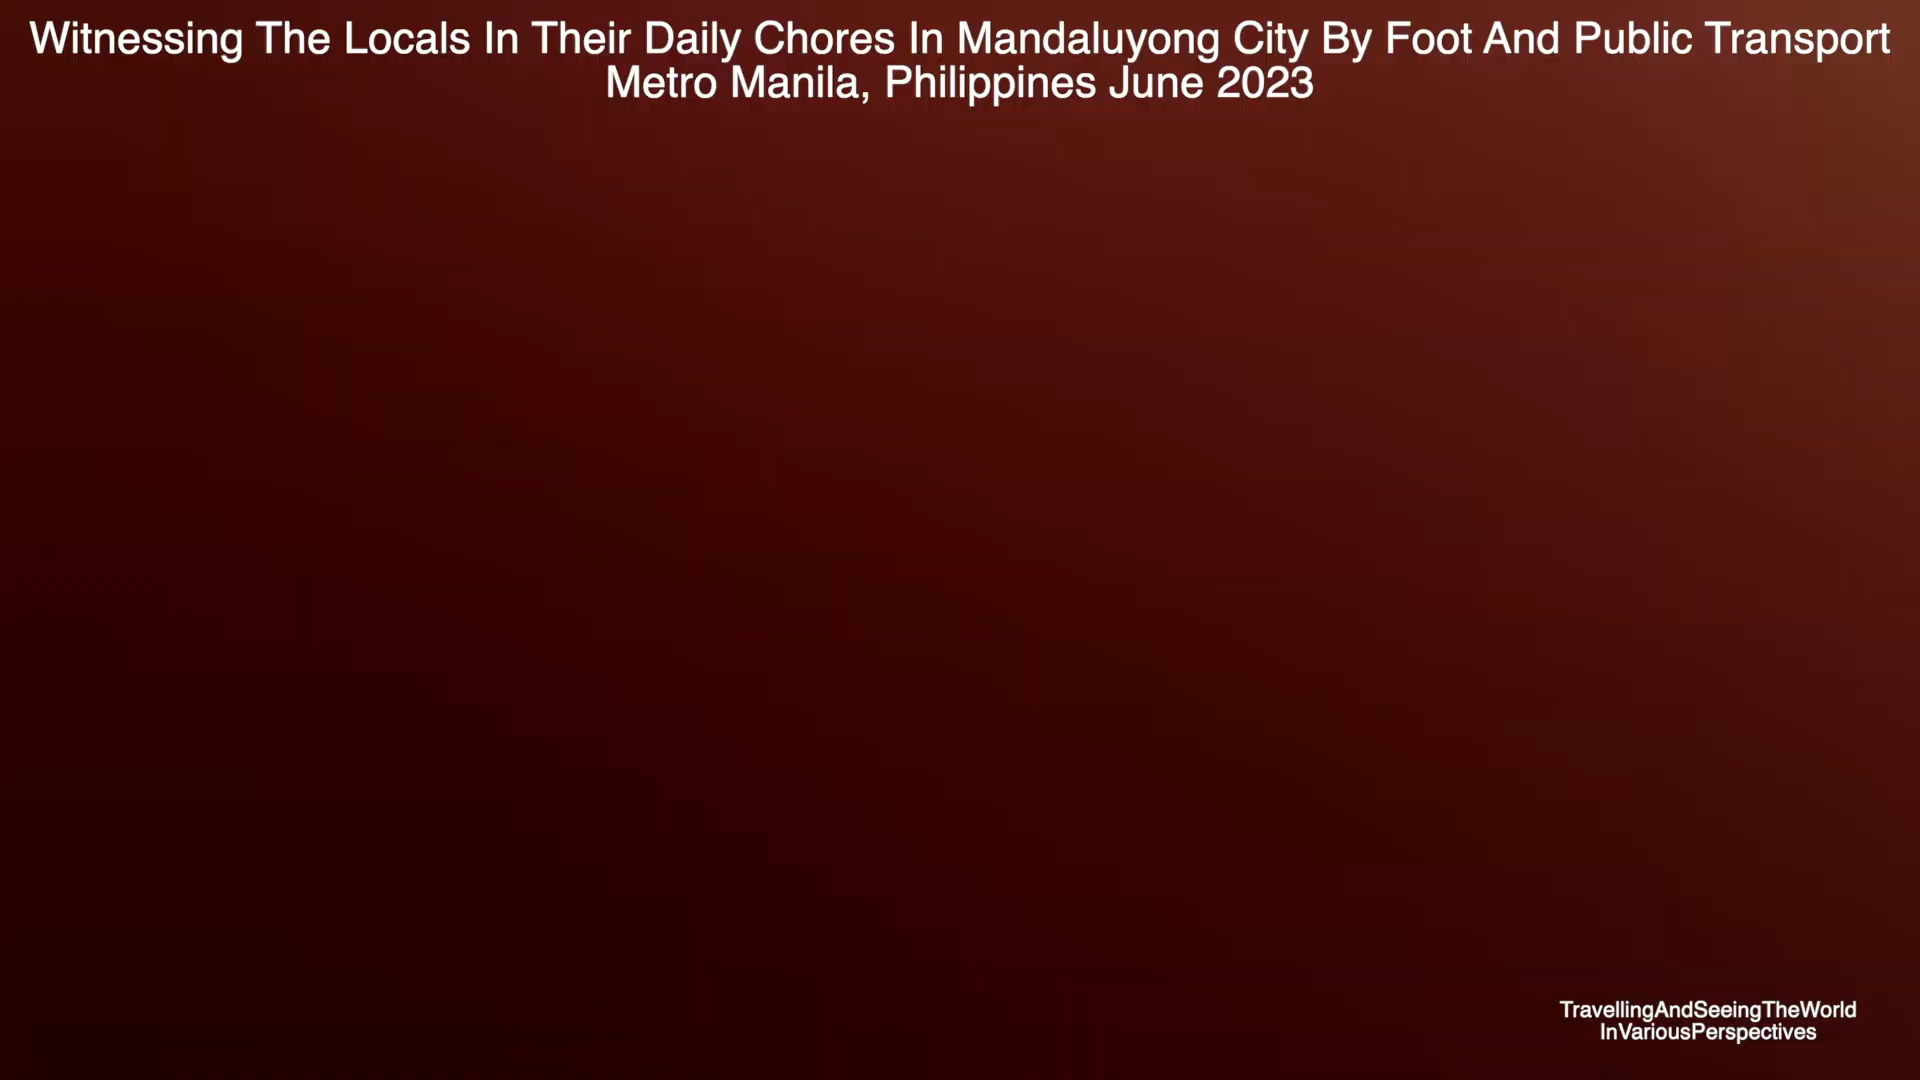 Witnessing The Locals In Their Daily Chores In Mandaluyong City By Foot And Public Transport
Metro Manila, Philippines June 2023
TravellingAndSeeingTheWorld
InVariousPerspectives